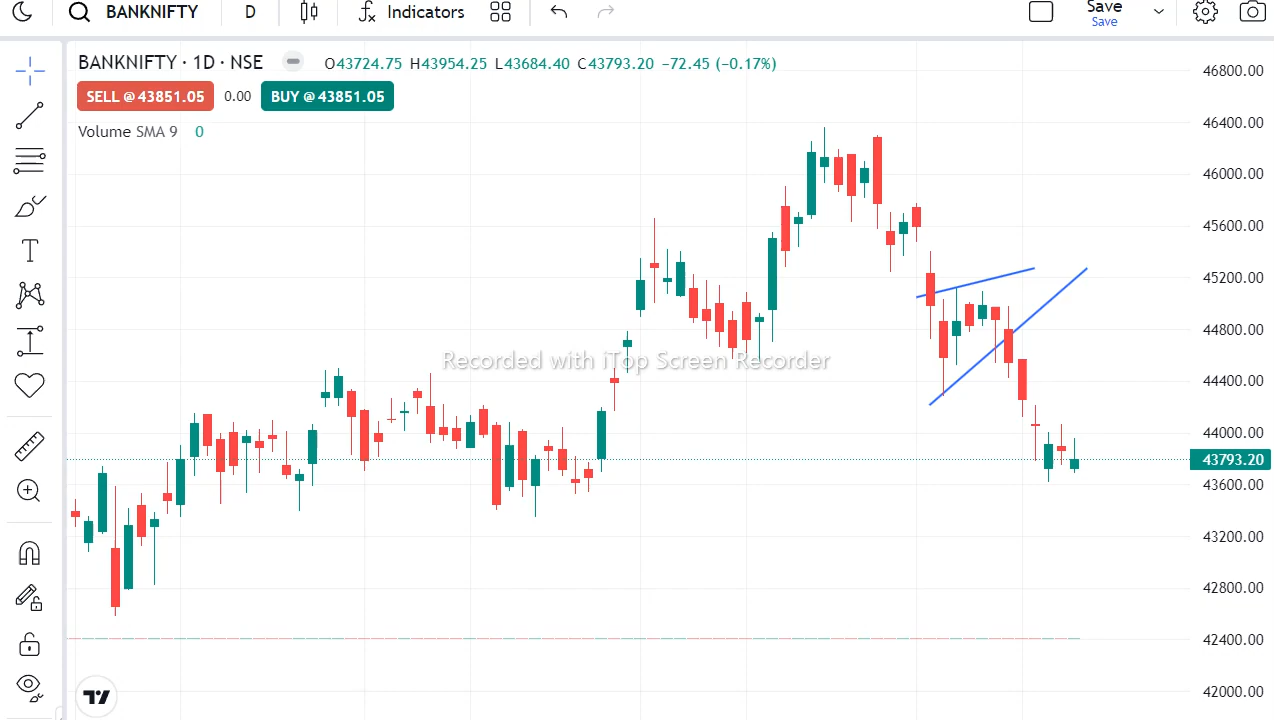 BANKNIFTY D Indicators Save
Save
BANKNIFTY · 1D · NSE O43724.75 H43954.25 L43684.40 C43793.20 −72.45 (−0.17%)
SELL @ 43851.05 0.00 BUY @ 43851.05
Volume SMA 9 0
Recorded with iTop Screen Recorder
46800.00
46400.00
46000.00
45600.00
45200.00
44800.00
44400.00
44000.00
43793.20
43600.00
43200.00
42800.00
42400.00
42000.00